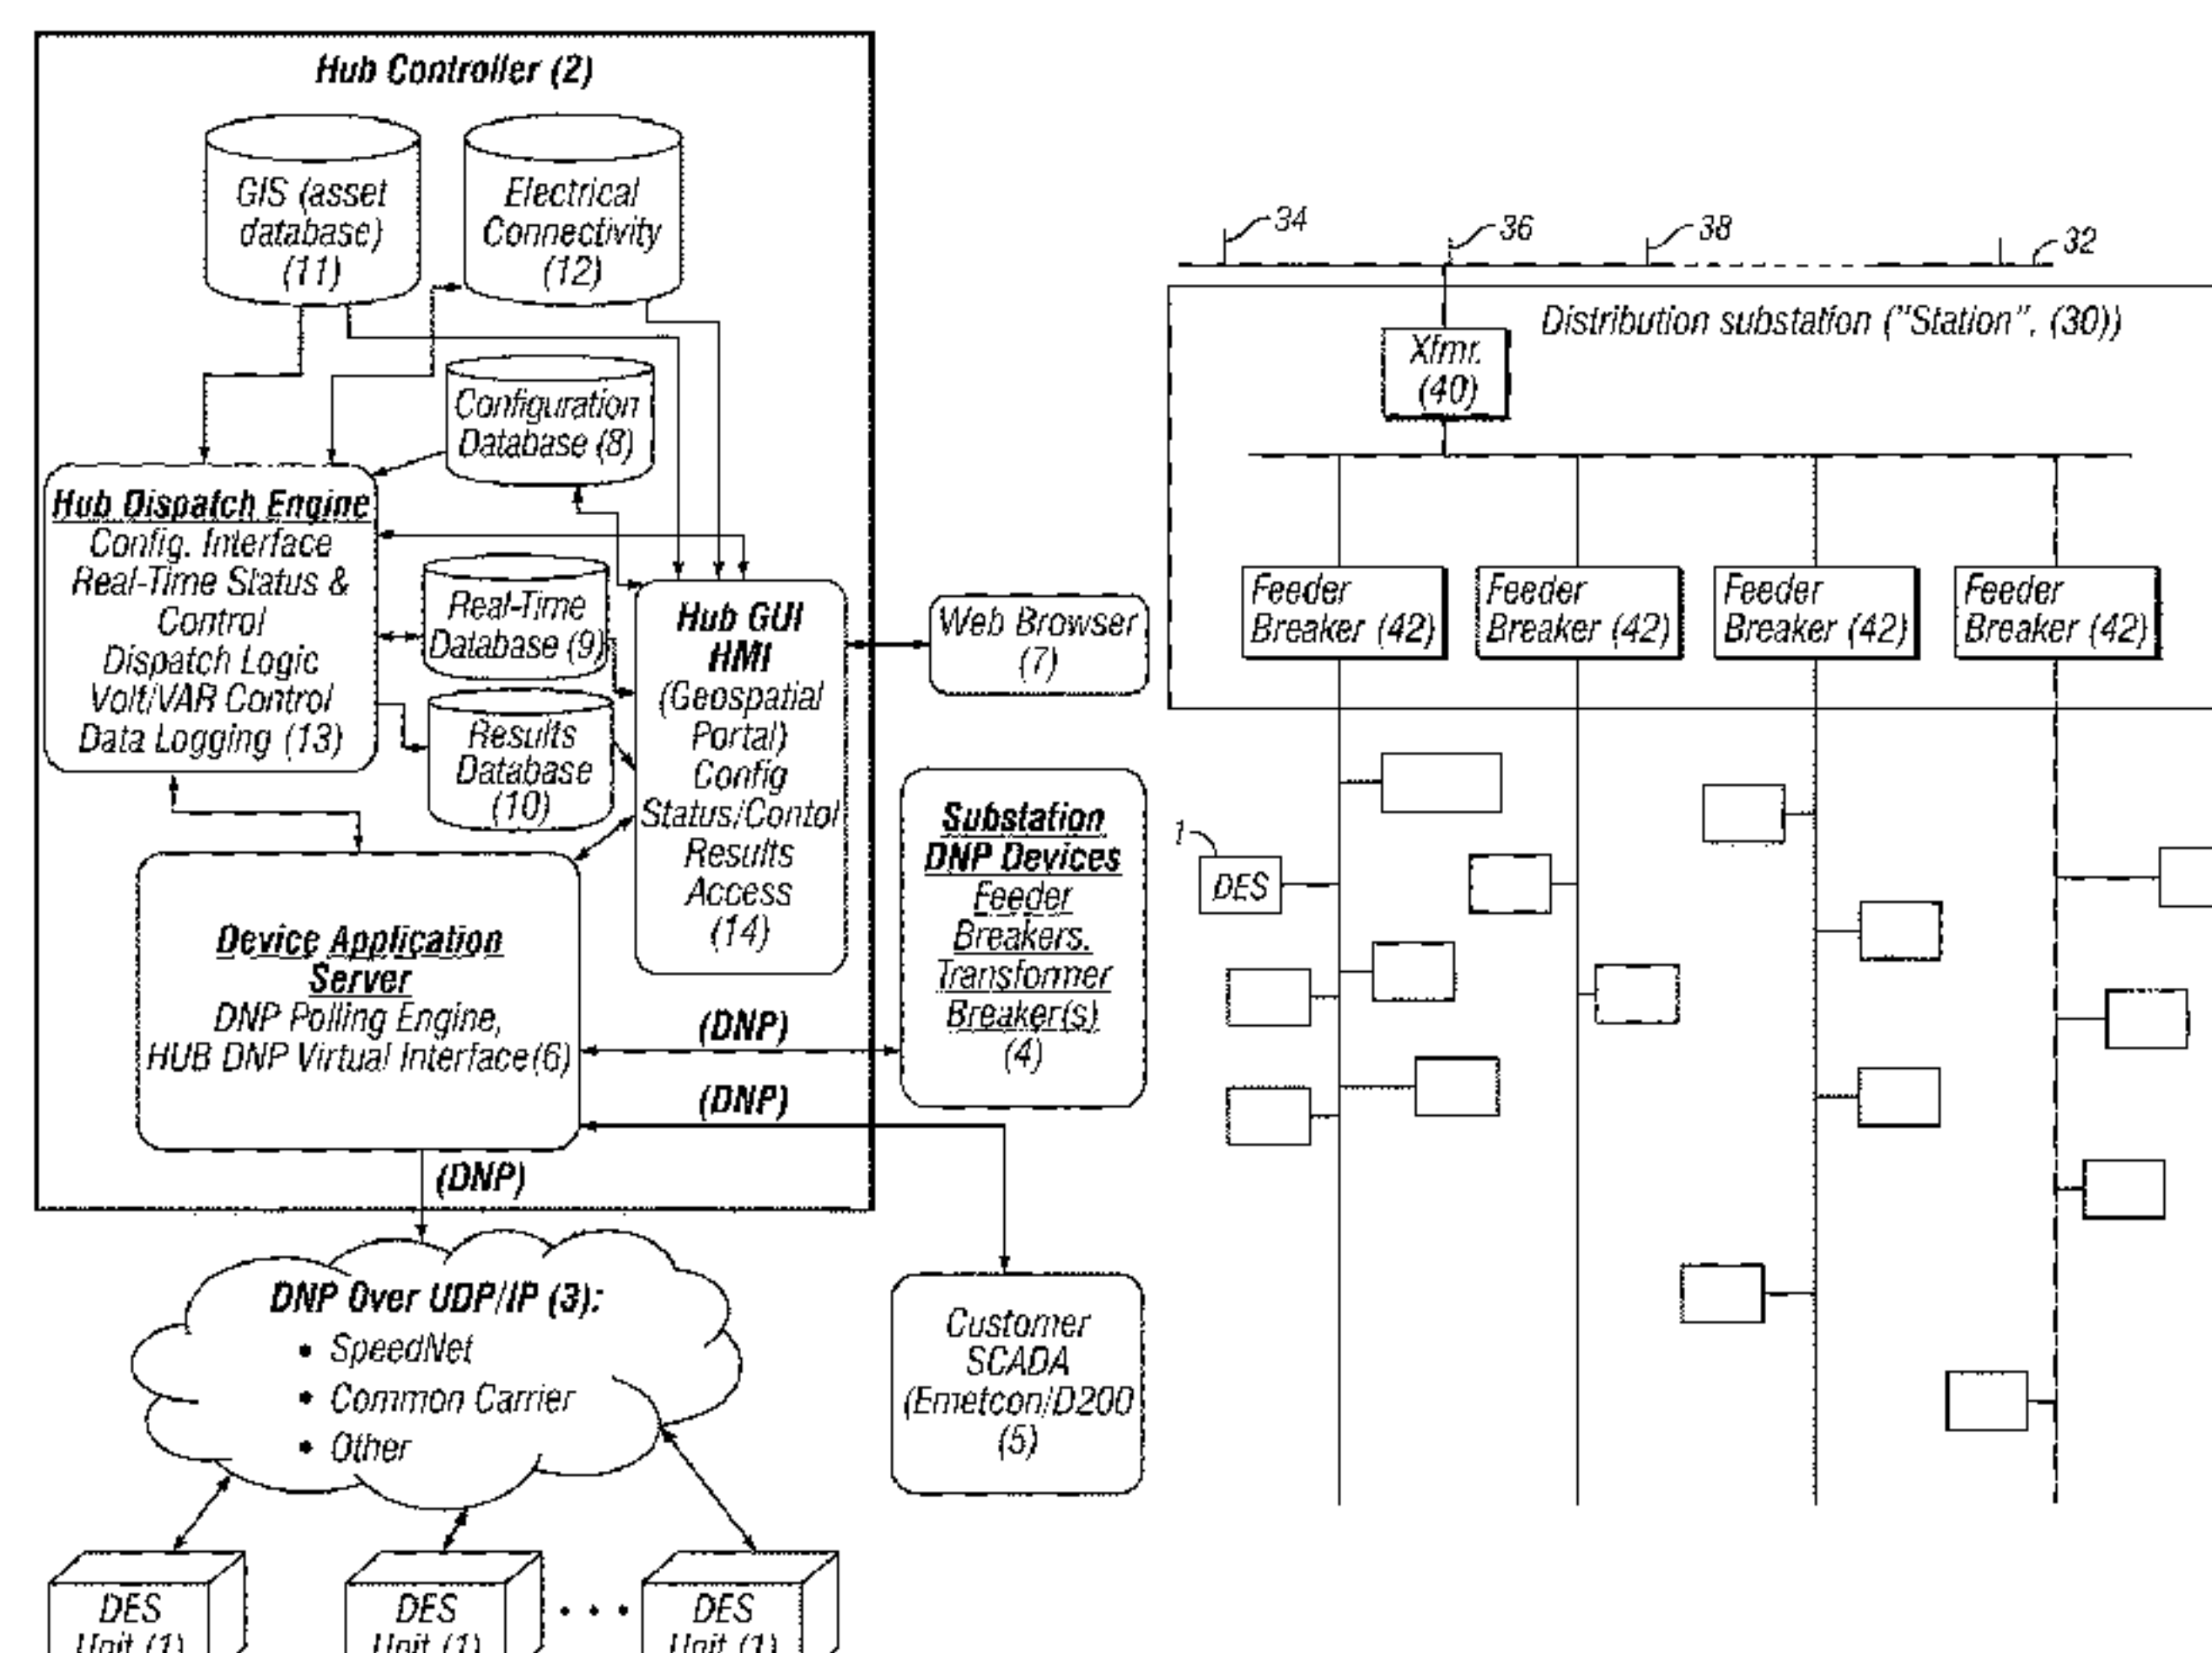 Hub Controller (2)
GIS (asset
database)
(11)
Electrical
Connectivity
(12)
Configuration
Database (8)
Hub Dispatch Engine
Config. Interface
Real-Time Status &
Control
Dispatch Logic
Volt/VAR Control
Data Logging (13)
Real-Time
Database (9)
Results
Database
(10)
Hub GUI
HMI
(Geospatial
Portal)
Config
Status/Contol
Results
Access
(14)
Web Browser
(7)
Device Application
Server
DNP Polling Engine,
HUB DNP Virtual Interface(6)
Substation
DNP Devices
Feeder
Breakers.
Transformer
Breaker(s)
(4)
(DNP)
(DNP)
(DNP)
DNP Over UDP/IP (3):
• SpeedNet
• Common Carrier
• Other
Customer
SCADA
(Emetcon/D200
(5)
DES
Unit (1)
DES
Unit (1)
• • •
DES
Unit (1)
34
36
38
32
Distribution substation ("Station", (30))
Xfmr.
(40)
Feeder
Breaker (42)
Feeder
Breaker (42)
Feeder
Breaker (42)
Feeder
Breaker (42)
1
DES